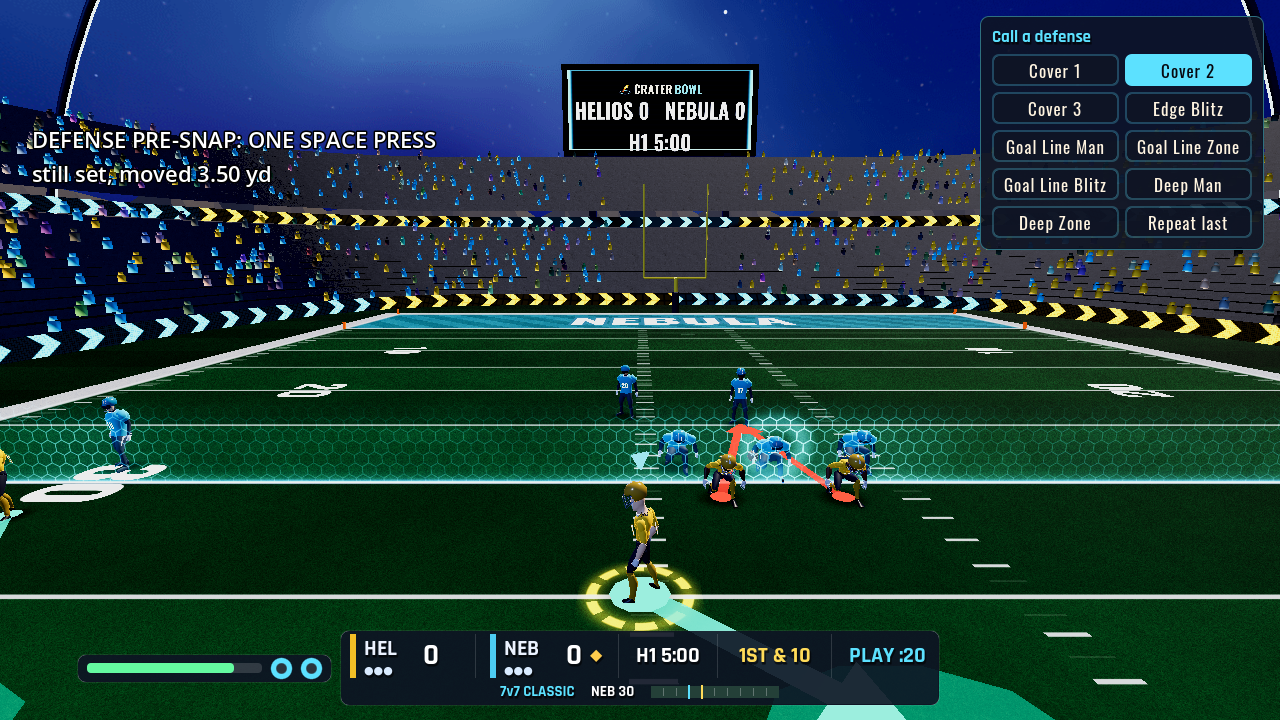 Call a defense
Cover 1
Cover 2
Cover 3
Edge Blitz
Goal Line Man
Goal Line Zone
Goal Line Blitz
Deep Man
Deep Zone
Repeat last
CRATER BOWL
HELIOS 0 NEBULA 0
H1 5:00
DEFENSE PRE-SNAP: ONE SPACE PRESS
still set, moved 3.50 yd
NEBULA
20
17
HEL 0
NEB 0
H1 5:00
1ST & 10
PLAY :20
7v7 CLASSIC
NEB 30